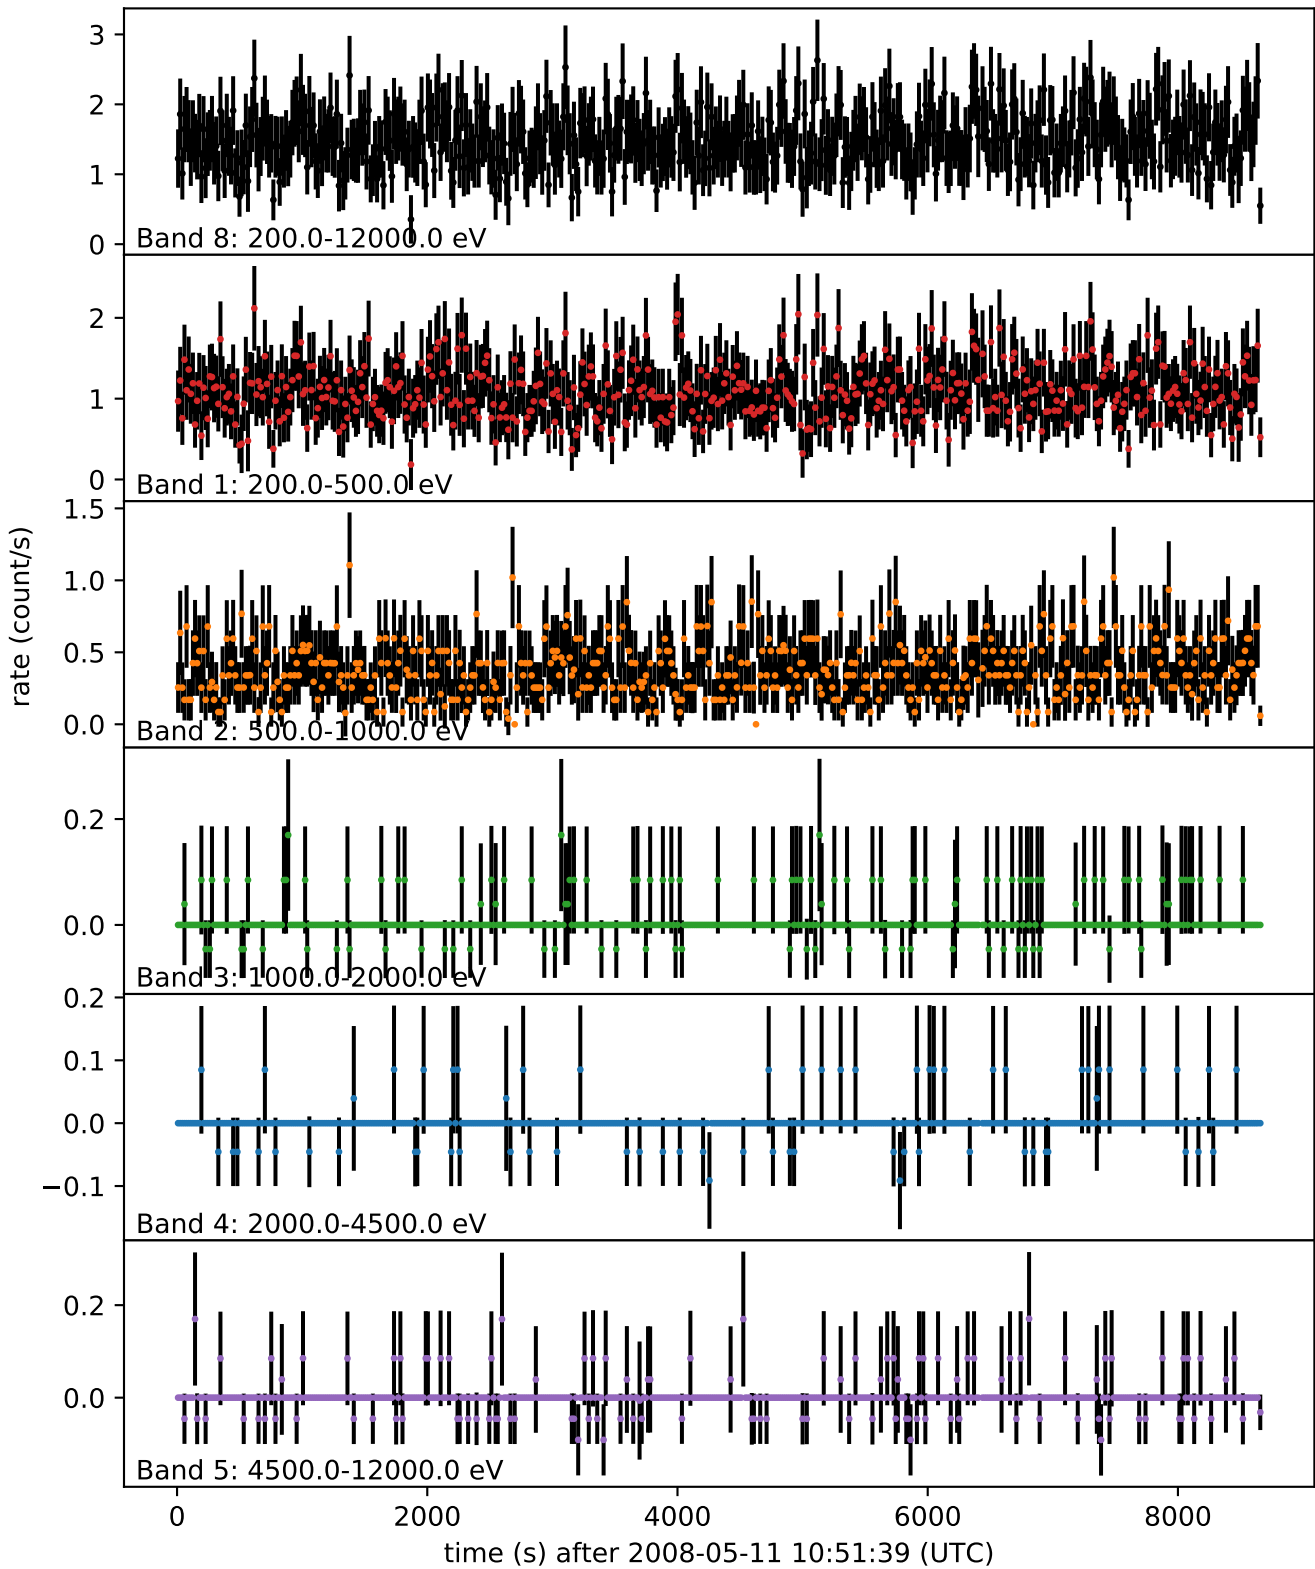 3
2
1
0
Band 8: 200.0-12000.0 eV
2
1
0
Band 1: 200.0-500.0 eV
1.5
1.0
0.5
0.0
Band 2: 500.0-1000.0 eV
rate (count/s)
0.2
0.0
Band 3: 1000.0-2000.0 eV
0.2
0.1
0.0
−0.1
Band 4: 2000.0-4500.0 eV
0.2
0.0
Band 5: 4500.0-12000.0 eV
0 2000 4000 6000 8000
time (s) after 2008-05-11 10:51:39 (UTC)